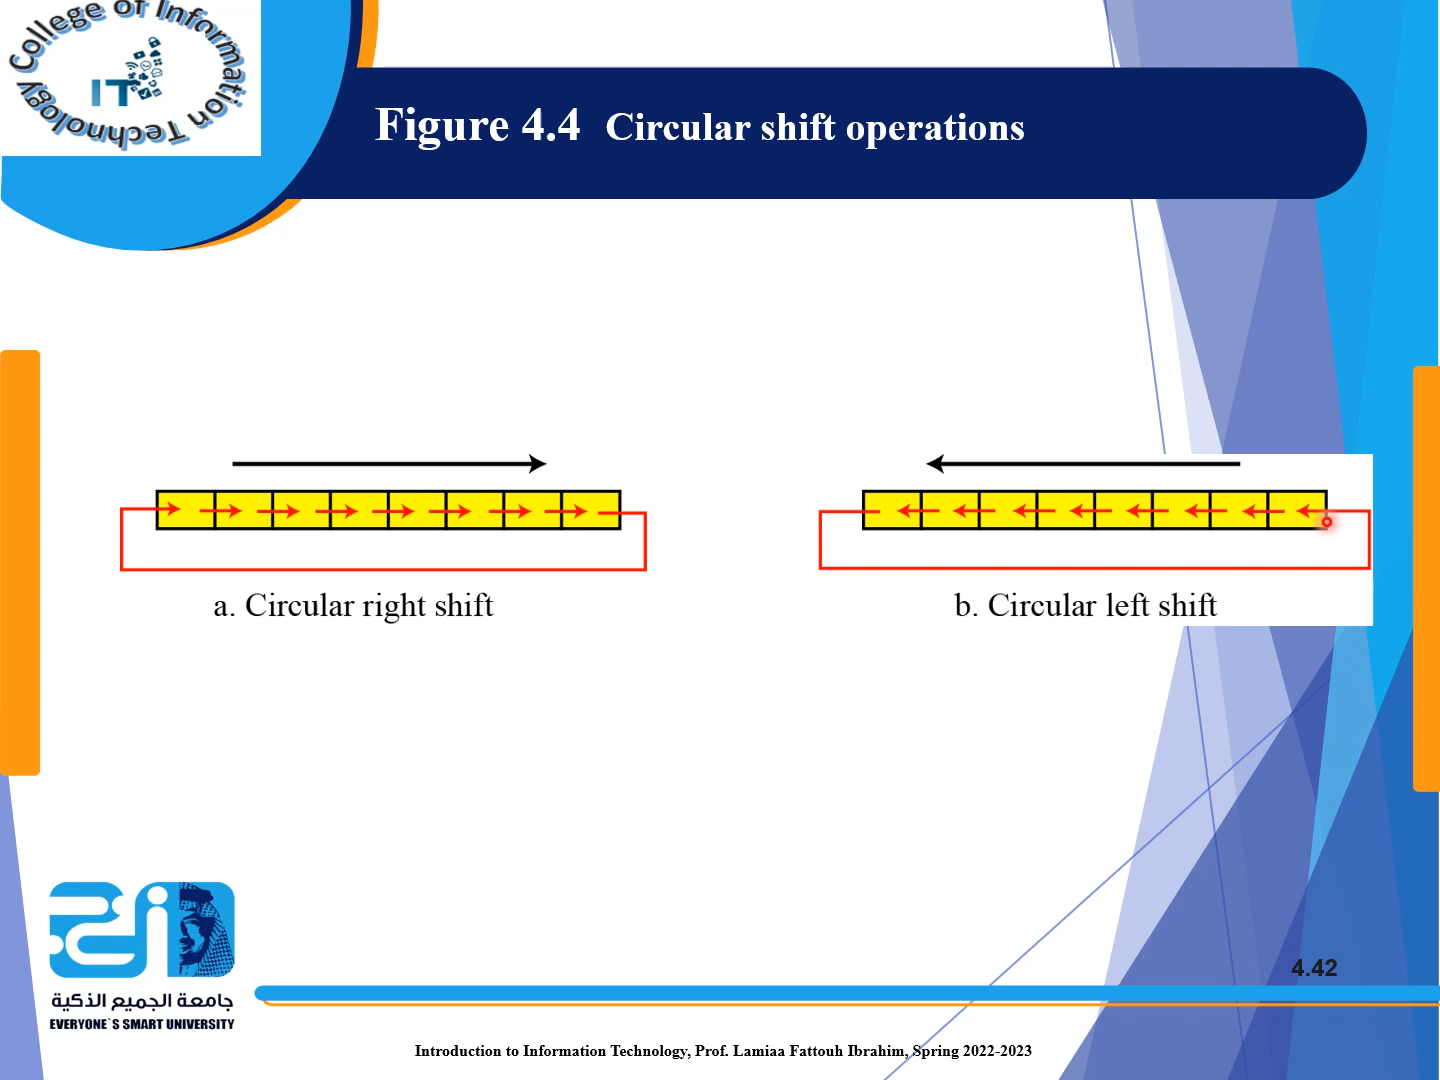 College of Information Technology
IT
Figure 4.4 Circular shift operations
a. Circular right shift
b. Circular left shift
4.42
جامعة الجميع الذكية
EVERYONE`S SMART UNIVERSITY
Introduction to Information Technology, Prof. Lamiaa Fattouh Ibrahim, Spring 2022-2023